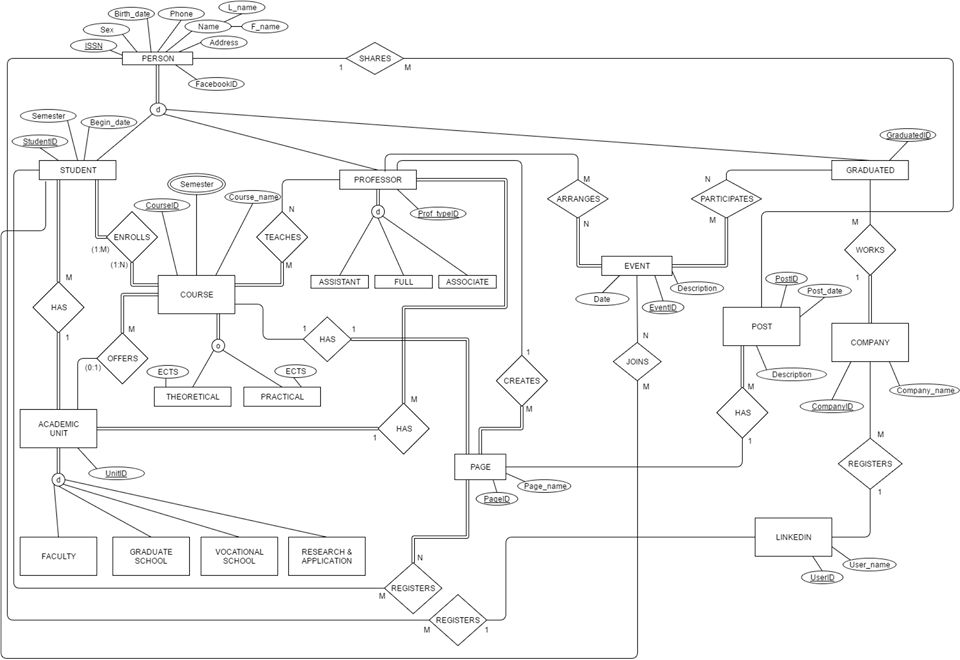 L_name
Birth_date
Phone
Name
F_name
Sex
Address
ISSN
PERSON
SHARES
1
M
FacebookID
d
Semester
Begin_date
StudentID
GraduatedID
STUDENT
PROFESSOR
GRADUATED
Semester
Course_name
CourseID
M
ARRANGES
N
N
PARTICIPATES
M
Prof_typeID
d
N
TEACHES
M
ENROLLS
(1:M)
(1:N)
M
WORKS
1
ASSISTANT
FULL
ASSOCIATE
EVENT
Description
Date
EventID
PostID
Post_date
COURSE
M
HAS
1
POST
COMPANY
1
HAS
1
o
M
OFFERS
(0:1)
N
JOINS
M
ECTS
ECTS
THEORETICAL
PRACTICAL
1
CREATES
M
Description
Company_name
CompanyID
M
HAS
1
M
HAS
1
ACADEMIC
UNIT
UnitID
d
PAGE
Page_name
PageID
M
REGISTERS
1
LINKEDIN
User_name
UserID
FACULTY
GRADUATE
SCHOOL
VOCATIONAL
SCHOOL
RESEARCH &
APPLICATION
N
REGISTERS
M
REGISTERS
M
1